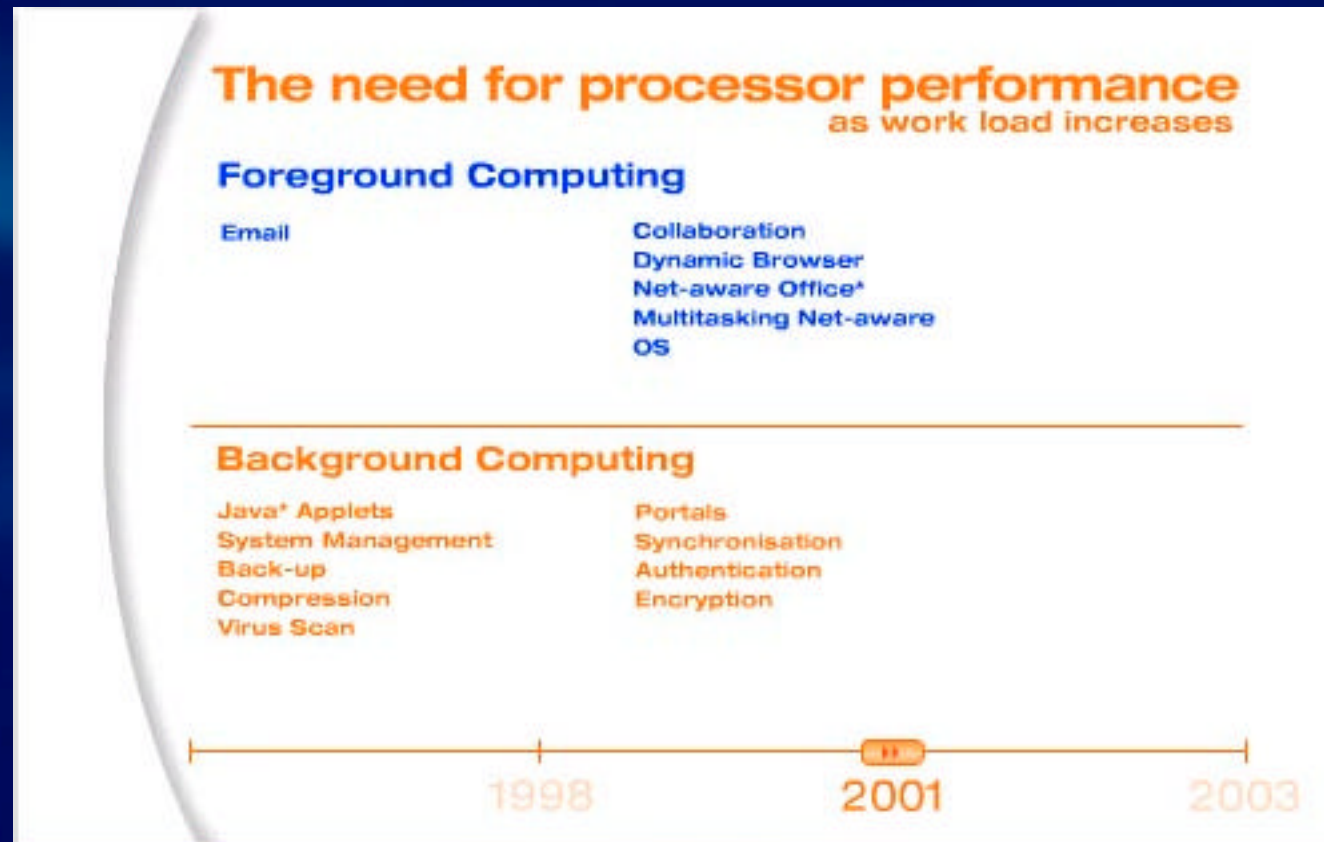 The need for processor performance
as work load increases
Foreground Computing
Email
Collaboration
Dynamic Browser
Net-aware Office*
Multitasking Net-aware
OS
Background Computing
Java* Applets
System Management
Back-up
Compression
Virus Scan
Portals
Synchronisation
Authentication
Encryption
1998
2001
2003